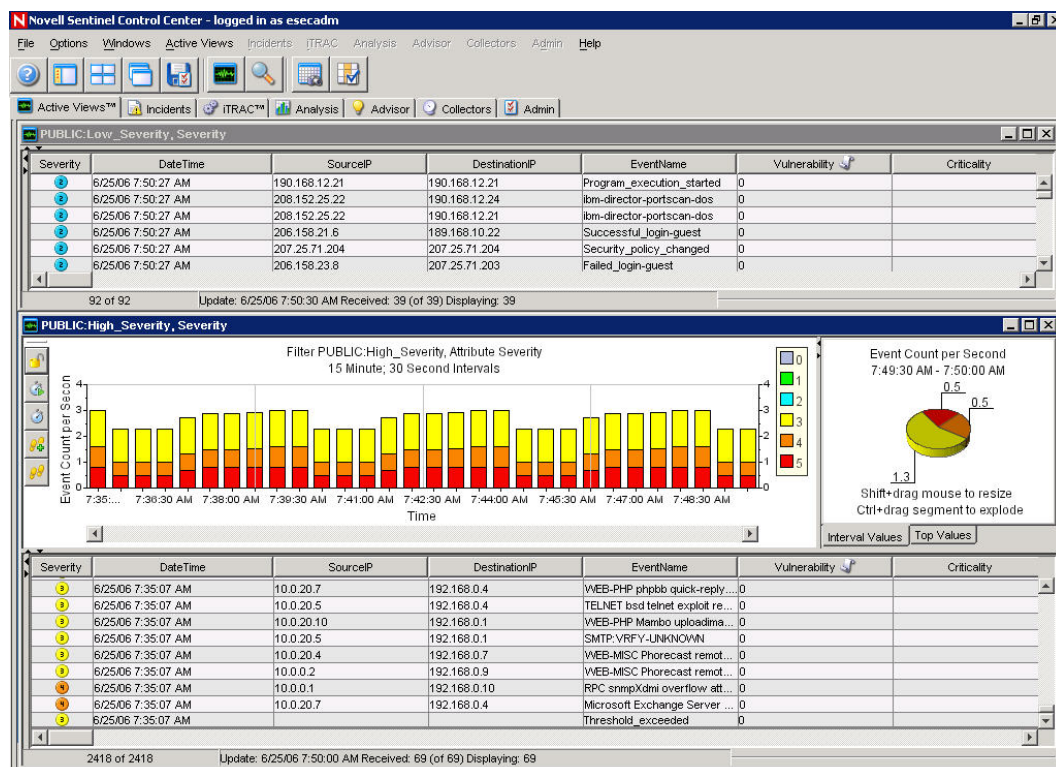 Novell Sentinel Control Center - logged in as esecadm
File Options Windows Active Views Incidents iTRAC Analysis Advisor Collectors Admin Help
Active Views™ Incidents iTRAC™ Analysis Advisor Collectors Admin
PUBLIC:Low_Severity, Severity
Severity DateTime SourceIP DestinationIP EventName Vulnerability Criticality
2 6/25/06 7:50:27 AM 190.168.12.21 190.168.12.21 Program_execution_started 0
2 6/25/06 7:50:27 AM 208.152.25.22 190.168.12.24 ibm-director-portscan-dos 0
2 6/25/06 7:50:27 AM 208.152.25.22 190.168.12.21 ibm-director-portscan-dos 0
2 6/25/06 7:50:27 AM 206.158.21.6 189.168.10.22 Successful_login-guest 0
2 6/25/06 7:50:27 AM 207.25.71.204 207.25.71.204 Security_policy_changed 0
2 6/25/06 7:50:27 AM 206.158.23.8 207.25.71.203 Failed_login-guest 0
92 of 92 Update: 6/25/06 7:50:30 AM Received: 39 (of 39) Displaying: 39
PUBLIC:High_Severity, Severity
Filter PUBLIC:High_Severity, Attribute Severity
15 Minute; 30 Second Intervals
Event Count per Secon
4
3
2
1
0
4
3
2
1
0
7:35:... 7:36:30 AM 7:38:00 AM 7:39:30 AM 7:41:00 AM 7:42:30 AM 7:44:00 AM 7:45:30 AM 7:47:00 AM 7:48:30 AM
Time
0
1
2
3
4
5
Event Count per Second
7:49:30 AM - 7:50:00 AM
0.5
0.5
1.3
Shift+drag mouse to resize
Ctrl+drag segment to explode
Interval Values Top Values
Severity DateTime SourceIP DestinationIP EventName Vulnerability Criticality
3 6/25/06 7:35:07 AM 10.0.20.7 192.168.0.4 WEB-PHP phpbb quick-reply.... 0
3 6/25/06 7:35:07 AM 10.0.20.5 192.168.0.4 TELNET bsd telnet exploit re... 0
3 6/25/06 7:35:07 AM 10.0.20.10 192.168.0.1 WEB-PHP Mambo uploadima... 0
3 6/25/06 7:35:07 AM 10.0.20.5 192.168.0.1 SMTP:VRFY-UNKNOWN 0
3 6/25/06 7:35:07 AM 10.0.20.4 192.168.0.7 WEB-MISC Phorecast remot... 0
3 6/25/06 7:35:07 AM 10.0.0.2 192.168.0.9 WEB-MISC Phorecast remot... 0
4 6/25/06 7:35:07 AM 10.0.0.1 192.168.0.10 RPC snmpXdmi overflow att... 0
4 6/25/06 7:35:07 AM 10.0.20.7 192.168.0.4 Microsoft Exchange Server ... 0
3 6/25/06 7:35:07 AM Threshold_exceeded 0
2418 of 2418 Update: 6/25/06 7:50:00 AM Received: 69 (of 69) Displaying: 69